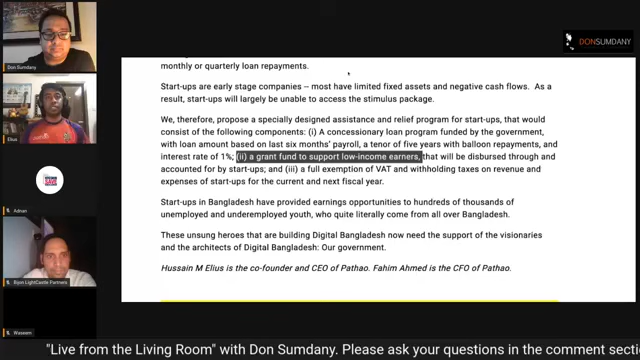 DON SUMDANY
Don Sumdany
Elius
Adnan
Bijon LightCastle Partners
Waseem
monthly or quarterly loan repayments.
Start-ups are early stage companies – most have limited fixed assets and negative cash flows. As a
result, start-ups will largely be unable to access the stimulus package.
We, therefore, propose a specially designed assistance and relief program for start-ups, that would
consist of the following components: (i) A concessionary loan program funded by the government,
with loan amount based on last six months' payroll, a tenor of five years with balloon repayments, and
interest rate of 1%; (ii) a grant fund to support low-income earners, that will be disbursed through and
accounted for by start-ups; and (iii) a full exemption of VAT and withholding taxes on revenue and
expenses of start-ups for the current and next fiscal year.
Start-ups in Bangladesh have provided earnings opportunities to hundreds of thousands of
unemployed and underemployed youth, who quite literally come from all over Bangladesh.
These unsung heroes that are building Digital Bangladesh now need the support of the visionaries
and the architects of Digital Bangladesh: Our government.
Hussain M Elius is the co-founder and CEO of Pathao. Fahim Ahmed is the CFO of Pathao.
"Live from the Living Room" with Don Sumdany. Please ask your questions in the comment secti